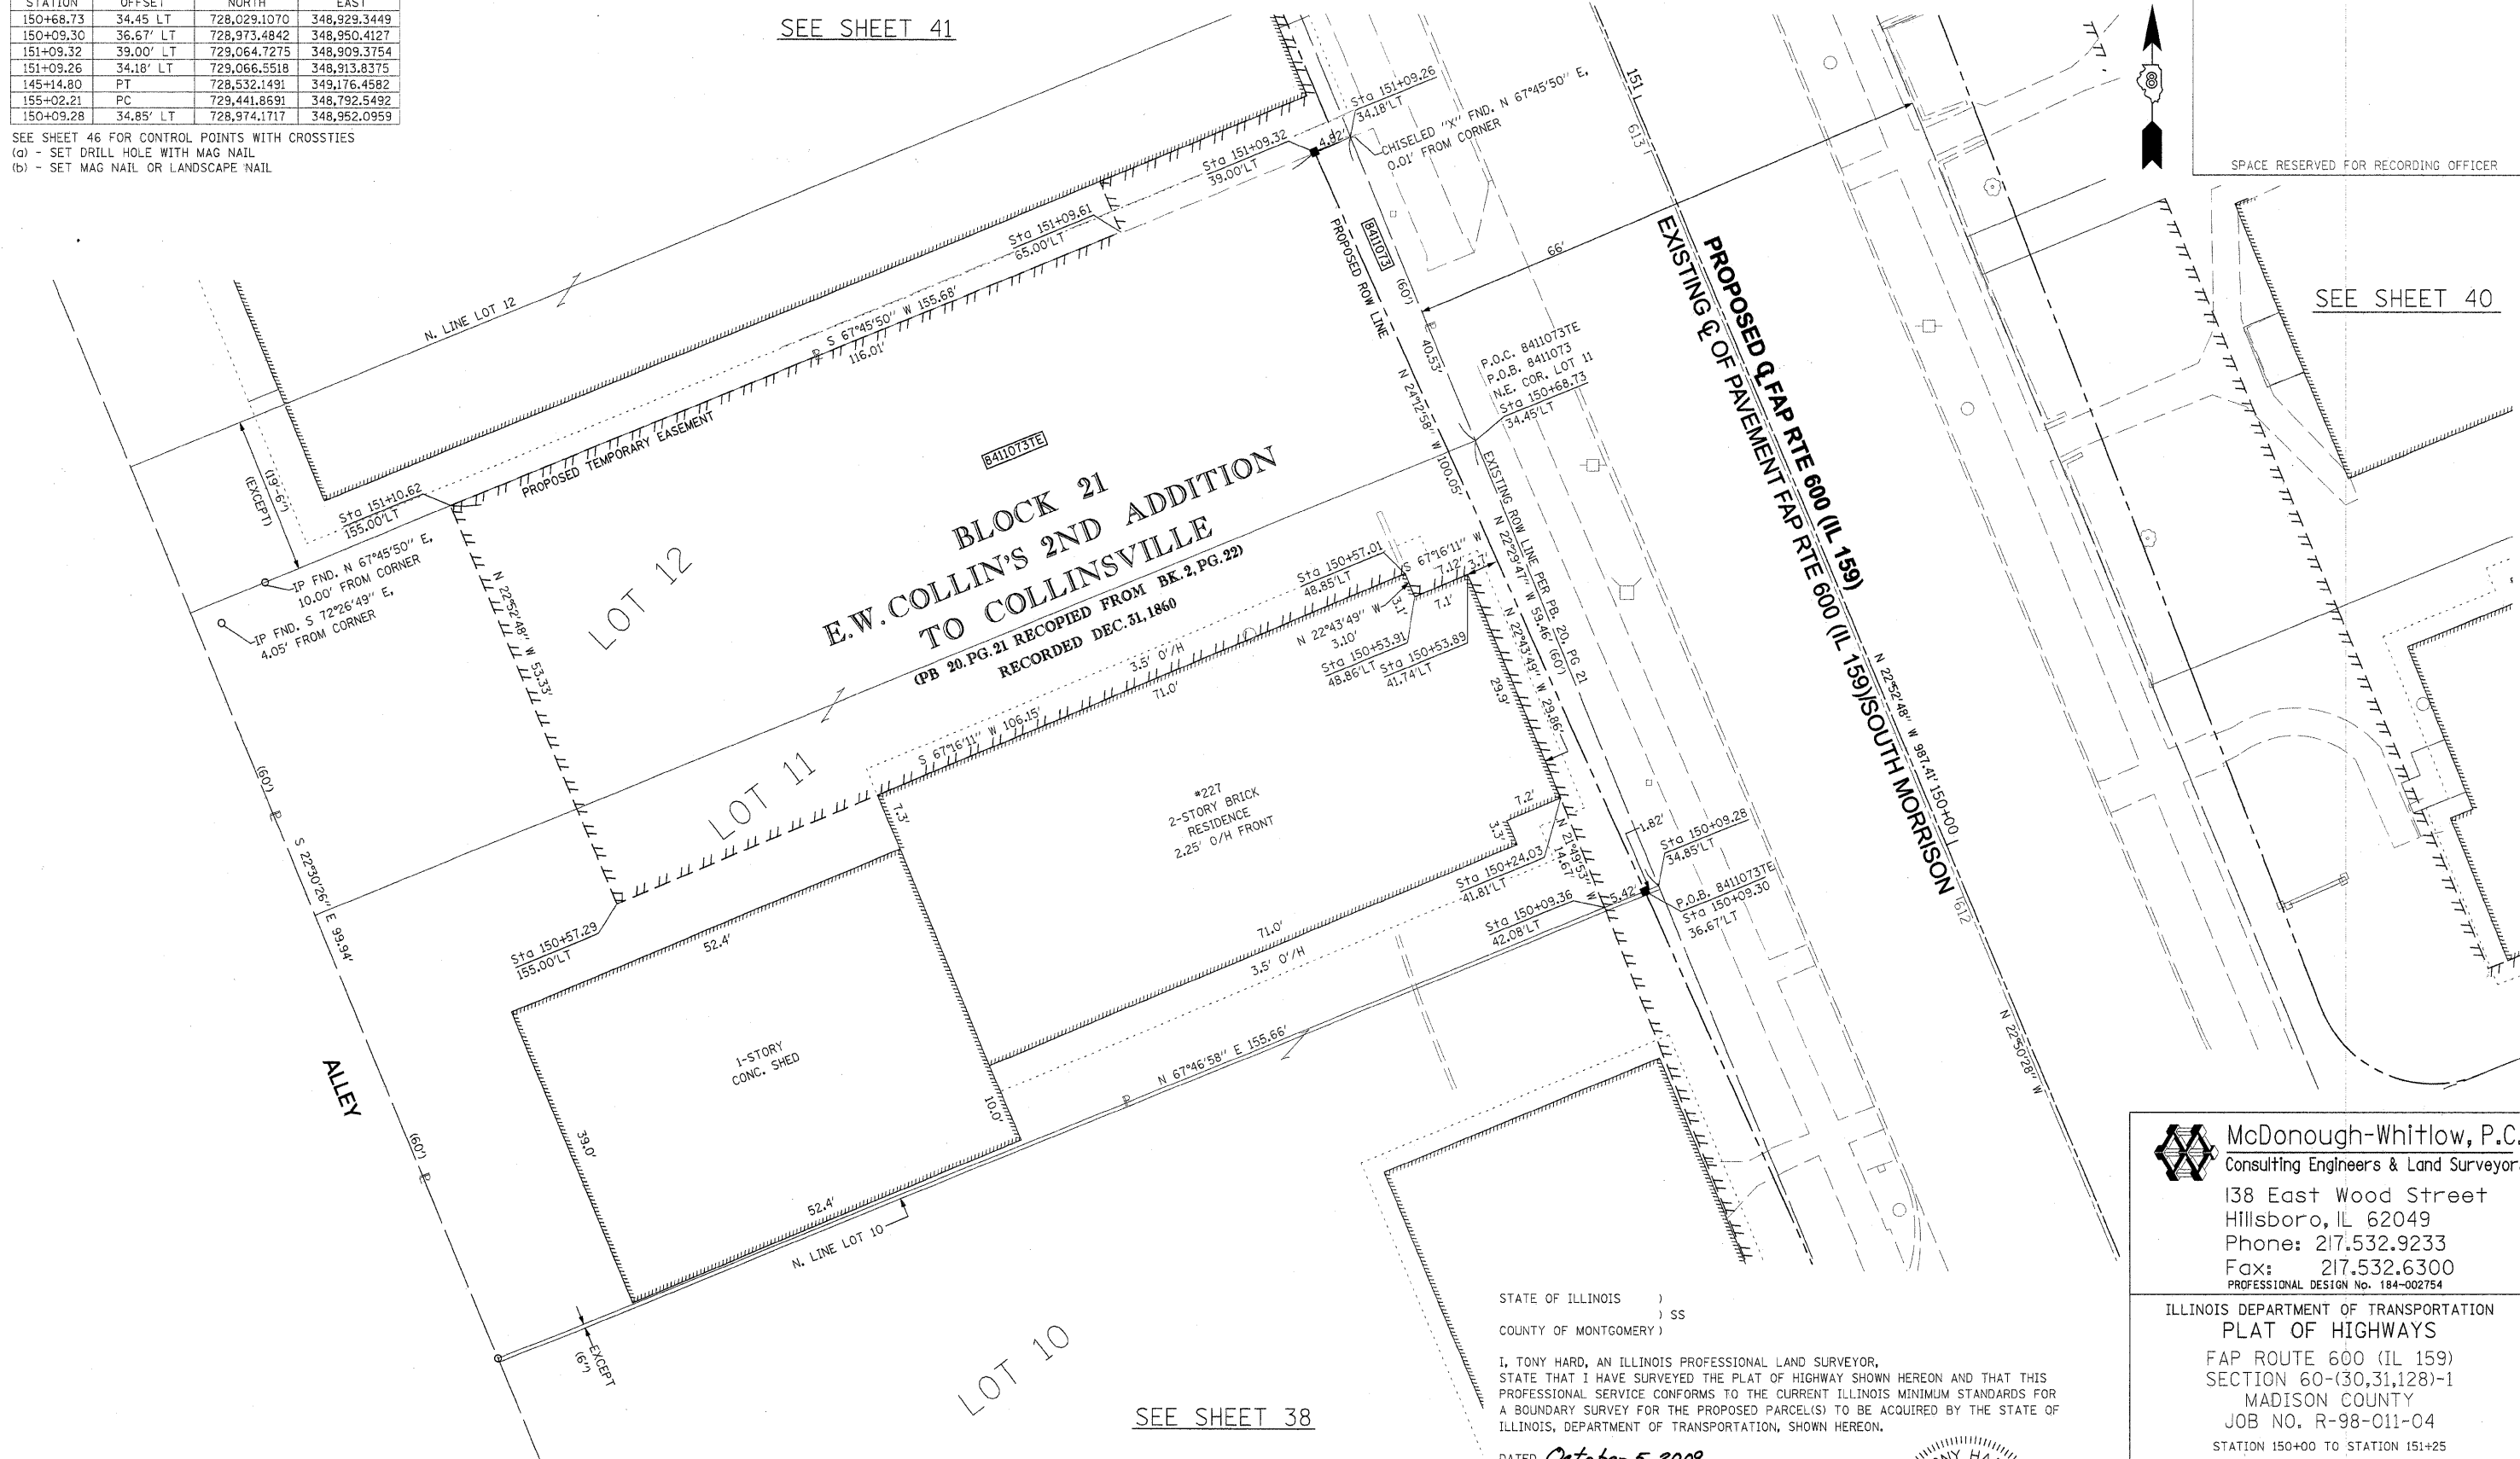 STATION OFFSET NORTH EAST
150+68.73 34.45 LT 728,029.1070 348,929.3449
150+09.30 36.67' LT 728,973.4842 348,950.4127
151+09.32 39.00' LT 729,064.7275 348,909.3754
151+09.26 34.18' LT 729,066.5518 348,913.8375
145+14.80 PT 728,532.1491 349,176.4582
155+02.21 PC 729,441.8691 348,792.5492
150+09.28 34.85' LT 728,974.1717 348,952.0959
SEE SHEET 46 FOR CONTROL POINTS WITH CROSSTIES
(a) - SET DRILL HOLE WITH MAG NAIL
(b) - SET MAG NAIL OR LANDSCAPE NAIL
SEE SHEET 41
8
SPACE RESERVED FOR RECORDING OFFICER
SEE SHEET 40
Sta 151+09.26
34.18'LT
CHISELED "X" FND. N 67°45'50" E,
0.01' FROM CORNER
4.82'
Sta 151+09.32
39.00'LT
151
613
Sta 151+09.61
65.00'LT
N. LINE LOT 12
S 67°45'50" W 155.68'
116.01'
PROPOSED TEMPORARY EASEMENT
PROPOSED ROW LINE
8411073
(60')
66'
P
40.53'
N 24°12'58" W 100.05'
P.O.C. 8411073TE
P.O.B. 8411073
N.E. COR. LOT 11
Sta 150+68.73
34.45'LT
PROPOSED CL FAP RTE 600 (IL 159)
EXISTING CL OF PAVEMENT FAP RTE 600 (IL 159)/SOUTH MORRISON
(19'-6")
(EXCEPT)
Sta 151+10.62
155.00'LT
IP FND. N 67°45'50" E,
10.00' FROM CORNER
IP FND. S 72°26'49" E,
4.05' FROM CORNER
N 22°52'48" W 53.33'
LOT 12
8411073TE
BLOCK 21
E.W. COLLIN'S 2ND ADDITION
TO COLLINSVILLE
(PB 20, PG. 21 RECOPIED FROM BK. 2, PG. 22)
RECORDED DEC. 31, 1860
EXISTING ROW LINE PER PB. 20, PG 21
N 22°29'47" W 59.46' (60')
Sta 150+57.01
48.85'LT
S 67°16'11" W
7.12'
3.7'
3.1'
7.1'
N 22°43'49" W
3.10'
Sta 150+53.91
48.86'LT
Sta 150+53.89
41.74'LT
N 22°43'49" W 29.86'
29.9'
3.5' O'/H
71.0'
S 67°16'11" W 106.15'
LOT 11
#227
2-STORY BRICK
RESIDENCE
2.25' O/H FRONT
7.3'
7.2'
3.3'
N 21°49'53" W
14.67'
Sta 150+24.03
41.81'LT
1.82'
Sta 150+09.28
34.85'LT
P.O.B. 8411073TE
Sta 150+09.30
36.67'LT
5.42'
Sta 150+09.36
42.08'LT
N 22°52'48" W 987.41'
150+00
612
N 22°50'28" W
(60') P
S 22°30'26" E 99.94'
Sta 150+57.29
155.00'LT
52.4'
71.0'
3.5' O'/H
N 67°46'58" E 155.66'
P
1-STORY
CONC. SHED
10.0'
39.0'
52.4'
ALLEY
(60') P
N. LINE LOT 10
EXCEPT
(6")
LOT 10
SEE SHEET 38
STATE OF ILLINOIS )
) SS
COUNTY OF MONTGOMERY )
I, TONY HARD, AN ILLINOIS PROFESSIONAL LAND SURVEYOR,
STATE THAT I HAVE SURVEYED THE PLAT OF HIGHWAY SHOWN HEREON AND THAT THIS
PROFESSIONAL SERVICE CONFORMS TO THE CURRENT ILLINOIS MINIMUM STANDARDS FOR
A BOUNDARY SURVEY FOR THE PROPOSED PARCEL(S) TO BE ACQUIRED BY THE STATE OF
ILLINOIS, DEPARTMENT OF TRANSPORTATION, SHOWN HEREON.
DATED October 5, 2009
McDonough-Whitlow, P.C.
Consulting Engineers & Land Surveyor
138 East Wood Street
Hillsboro, IL 62049
Phone: 217.532.9233
Fax: 217.532.6300
PROFESSIONAL DESIGN No. 184-002754
ILLINOIS DEPARTMENT OF TRANSPORTATION
PLAT OF HIGHWAYS
FAP ROUTE 600 (IL 159)
SECTION 60-(30,31,128)-1
MADISON COUNTY
JOB NO. R-98-011-04
STATION 150+00 TO STATION 151+25